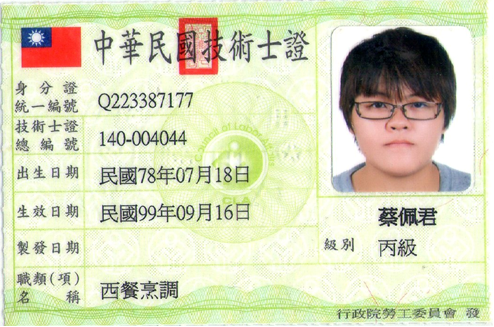 中華民國技術士證
身分證
統一編號 Q223387177
技術士證
總編號 140-004044
出生日期 民國78年07月18日
生效日期 民國99年09月16日
製發日期
職類(項)
名稱 西餐烹調
蔡佩君
級別 丙級
行政院勞工委員會 發